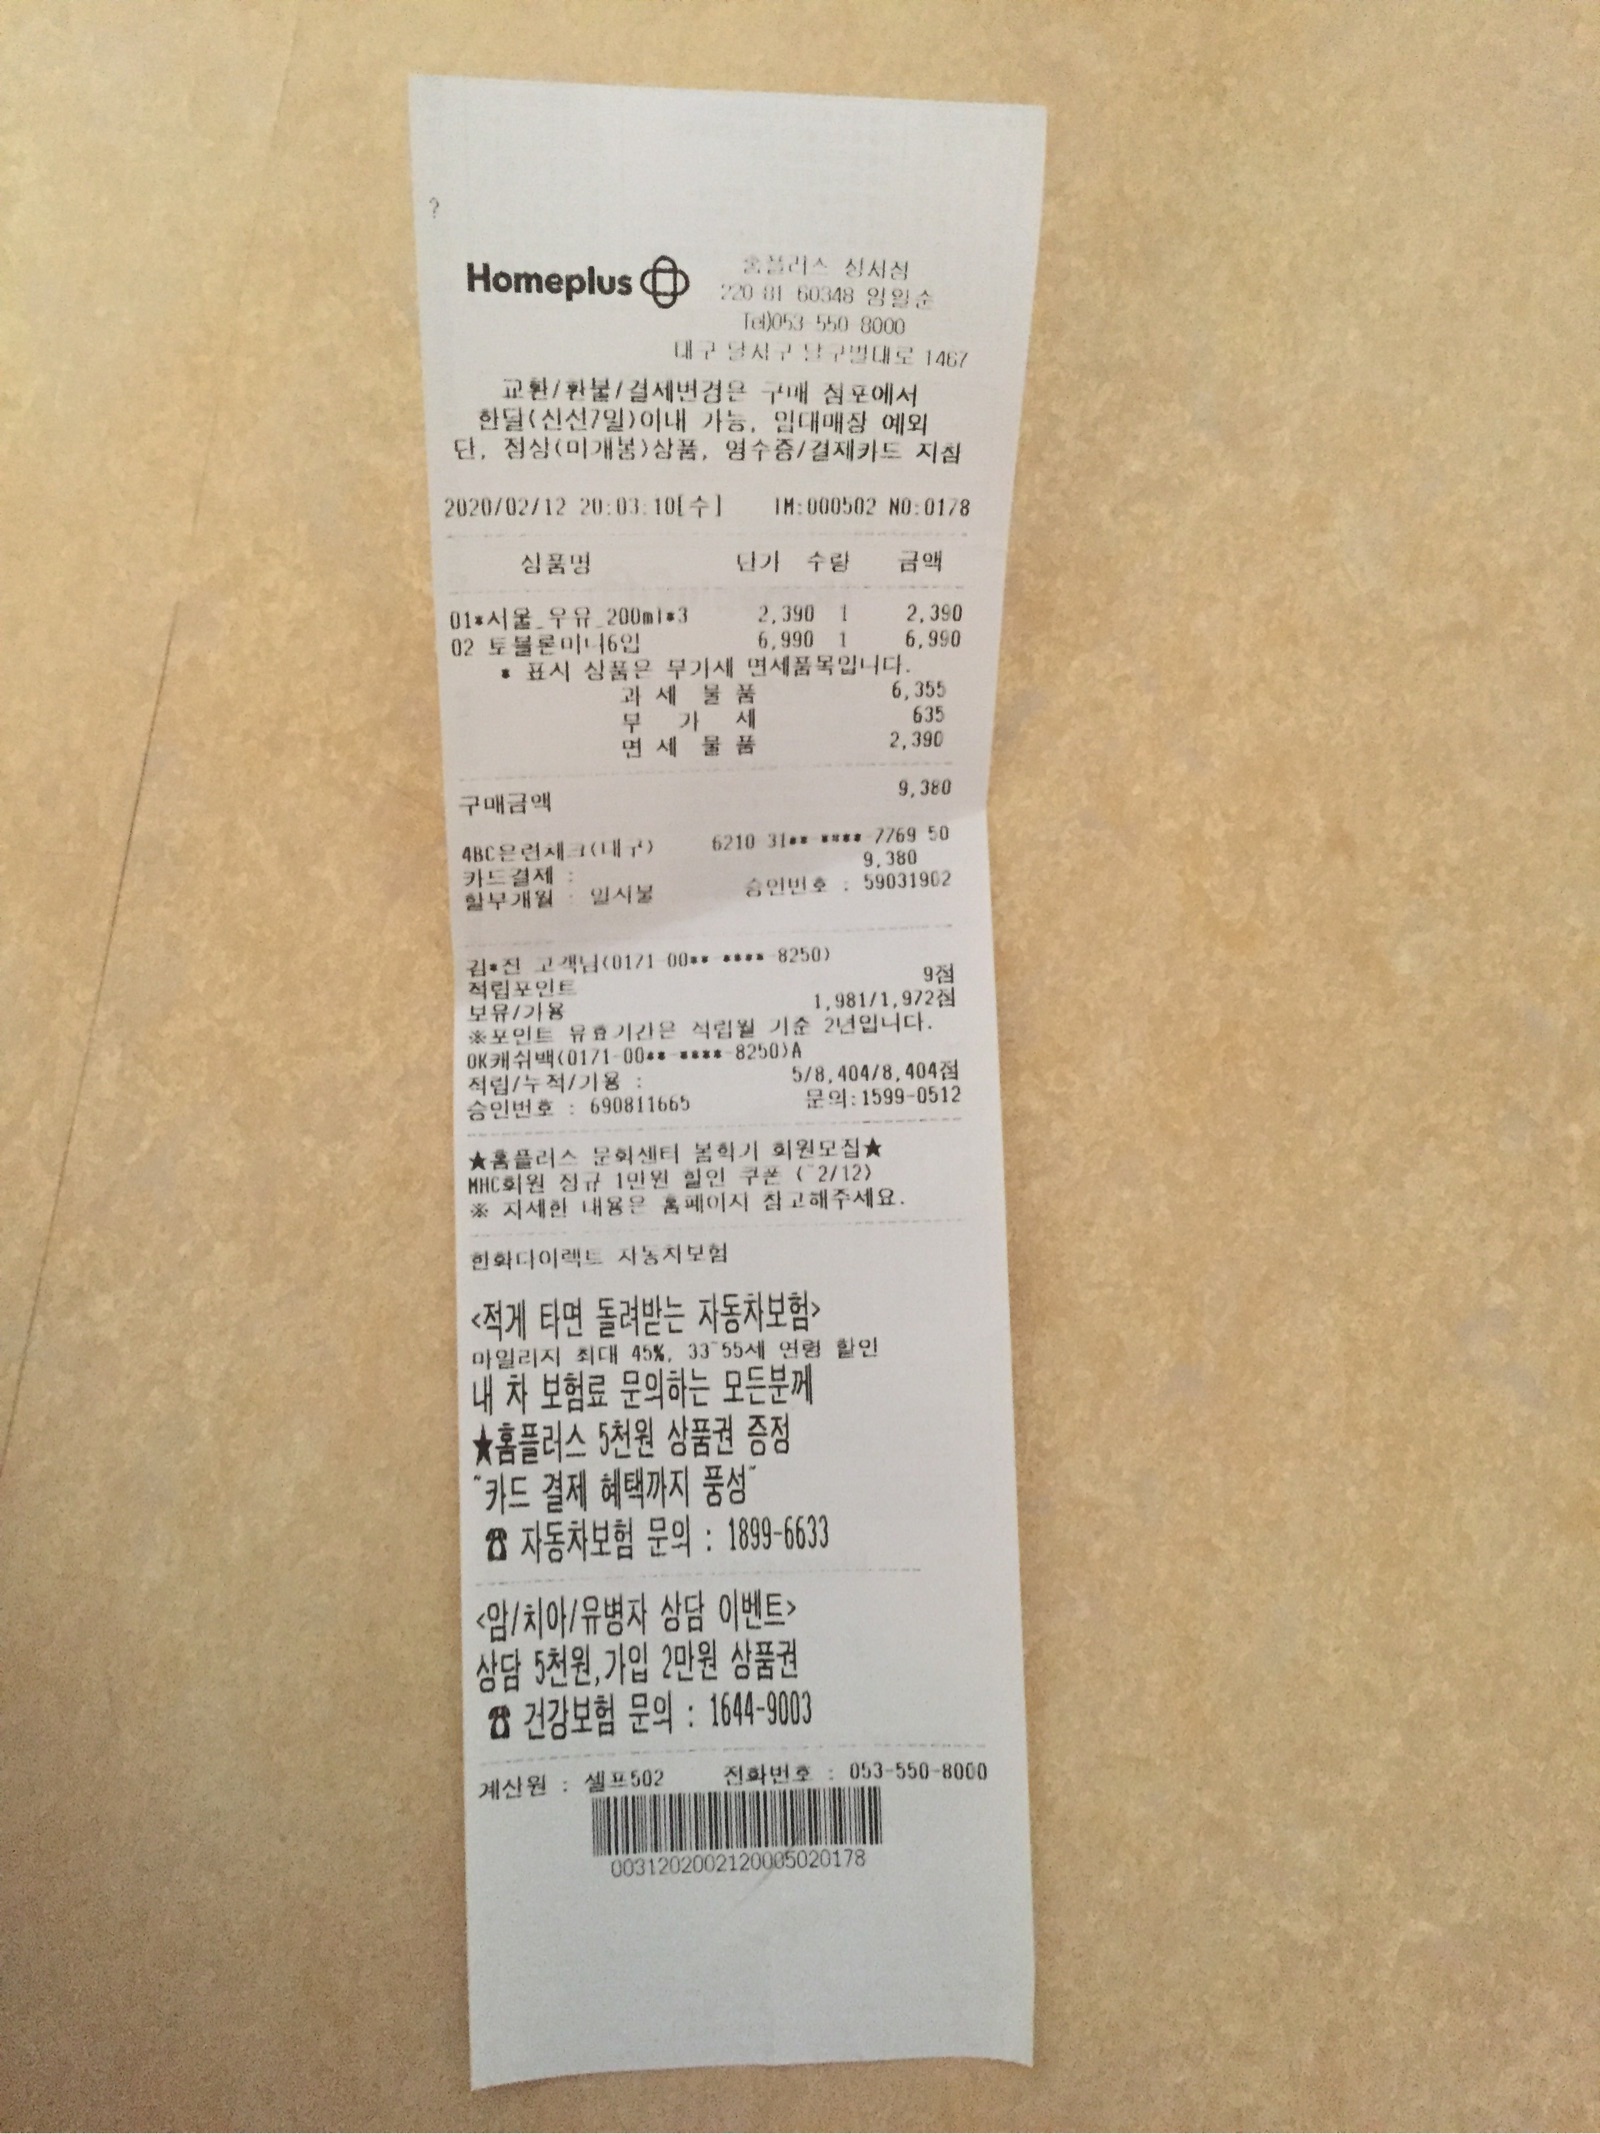 ?
Homeplus
홈플러스 성서점
220-81-60348 임일순
Tel)053-550-8000
대구 달서구 달구벌대로 1467
교환/환불/결제변경은 구매 점포에서
한달(신선7일)이내 가능, 임대매장 예외
단, 정상(미개봉)상품, 영수증/결제카드 지참
2020/02/12 20:03:10[수] TM:000502 NO:0178
상품명 단가 수량 금액
01*서울_우유_200ml*3 2,390 1 2,390
02 토블론미니6입 6,990 1 6,990
* 표시 상품은 부가세 면세품목입니다.
과 세 물 품 6,355
부 가 세 635
면 세 물 품 2,390
구매금액 9,380
4BC은련체크(대구) 6210-31**-****-7769-50
카드결제 : 9,380
할부개월 : 일시불 승인번호 : 59031902
김*진 고객님(0171-00**-****-8250)
적립포인트 9점
보유/가용 1,981/1,972점
※포인트 유효기간은 적립월 기준 2년입니다.
OK캐쉬백(0171-00**-****-8250)A
적립/누적/가용 : 5/8,404/8,404점
승인번호 : 690811665 문의:1599-0512
★홈플러스 문화센터 봄학기 회원모집★
MHC회원 정규 1만원 할인 쿠폰 (~2/12)
※ 자세한 내용은 홈페이지 참고해주세요.
한화다이렉트 자동차보험
<적게 타면 돌려받는 자동차보험>
마일리지 최대 45%, 33~55세 연령 할인
내 차 보험료 문의하는 모든분께
★홈플러스 5천원 상품권 증정
"카드 결제 혜택까지 풍성"
☎ 자동차보험 문의 : 1899-6633
<암/치아/유병자 상담 이벤트>
상담 5천원,가입 2만원 상품권
☎ 건강보험 문의 : 1644-9003
계산원 : 셀프502 전화번호 : 053-550-8000
0031202002120005020178